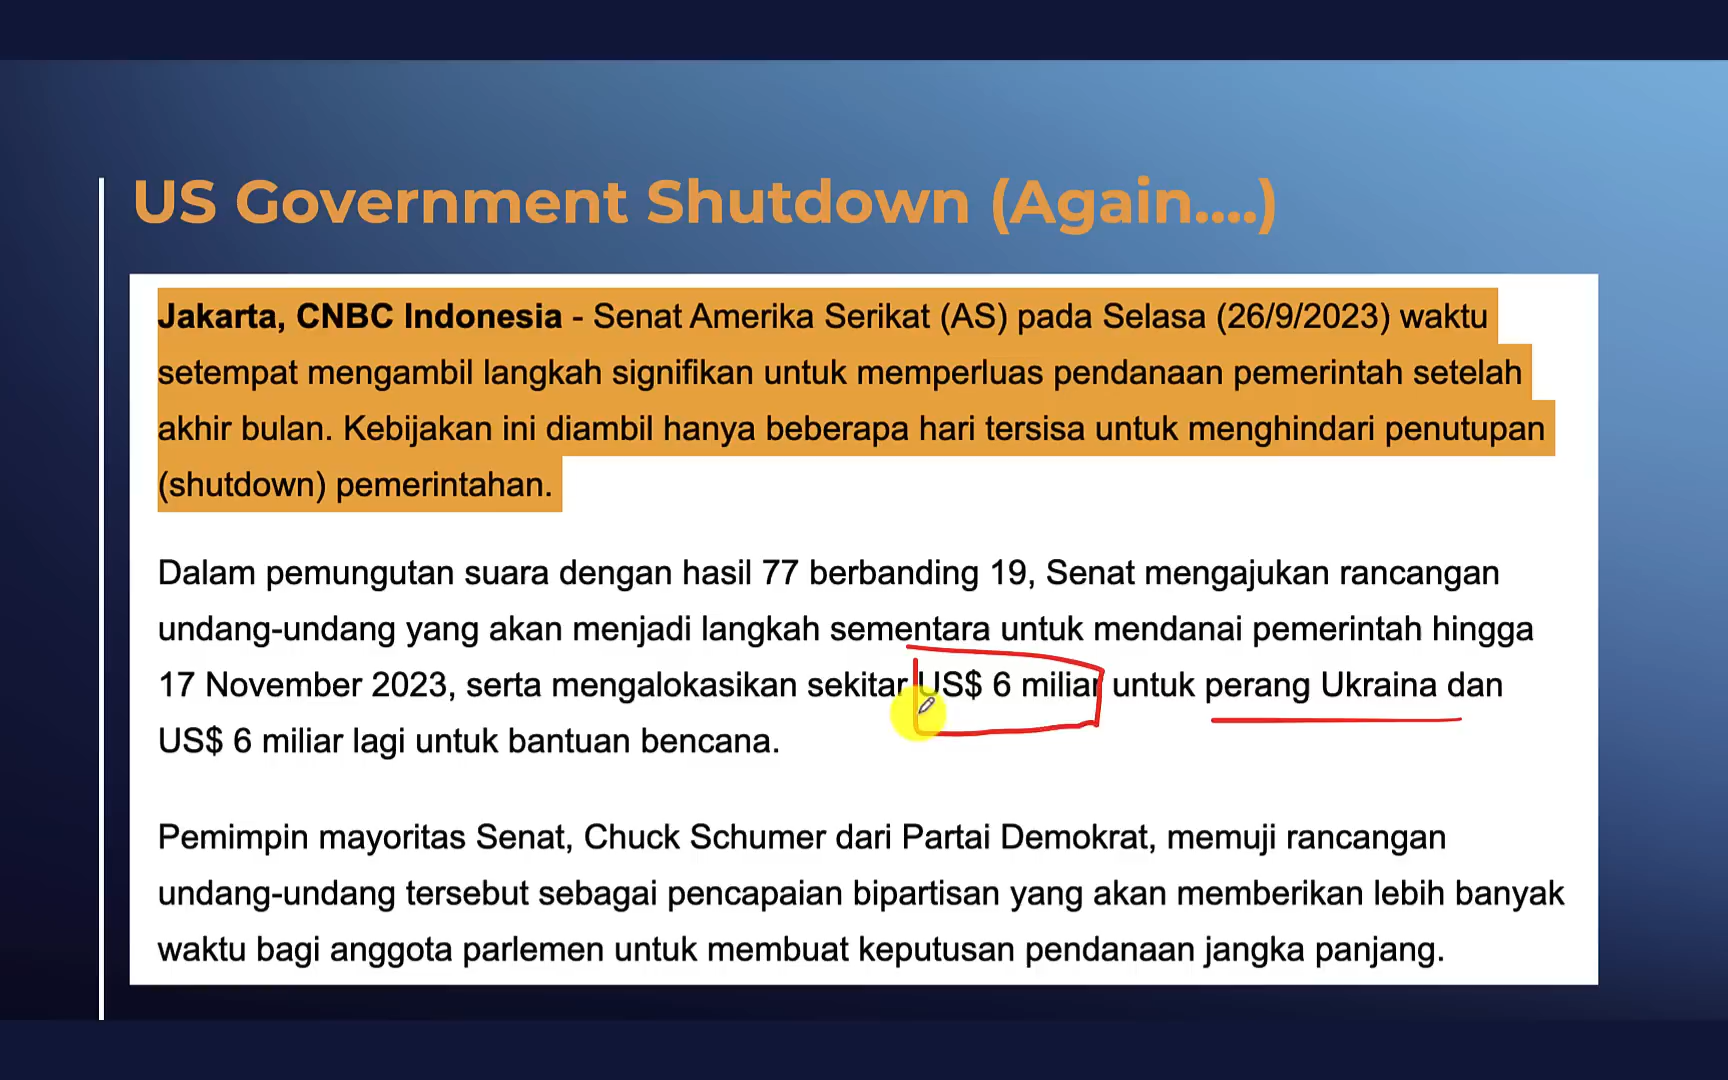 US Government Shutdown (Again....)
Jakarta, CNBC Indonesia - Senat Amerika Serikat (AS) pada Selasa (26/9/2023) waktu
setempat mengambil langkah signifikan untuk memperluas pendanaan pemerintah setelah
akhir bulan. Kebijakan ini diambil hanya beberapa hari tersisa untuk menghindari penutupan
(shutdown) pemerintahan.
Dalam pemungutan suara dengan hasil 77 berbanding 19, Senat mengajukan rancangan
undang-undang yang akan menjadi langkah sementara untuk mendanai pemerintah hingga
17 November 2023, serta mengalokasikan sekitar US$ 6 miliar untuk perang Ukraina dan
US$ 6 miliar lagi untuk bantuan bencana.
Pemimpin mayoritas Senat, Chuck Schumer dari Partai Demokrat, memuji rancangan
undang-undang tersebut sebagai pencapaian bipartisan yang akan memberikan lebih banyak
waktu bagi anggota parlemen untuk membuat keputusan pendanaan jangka panjang.